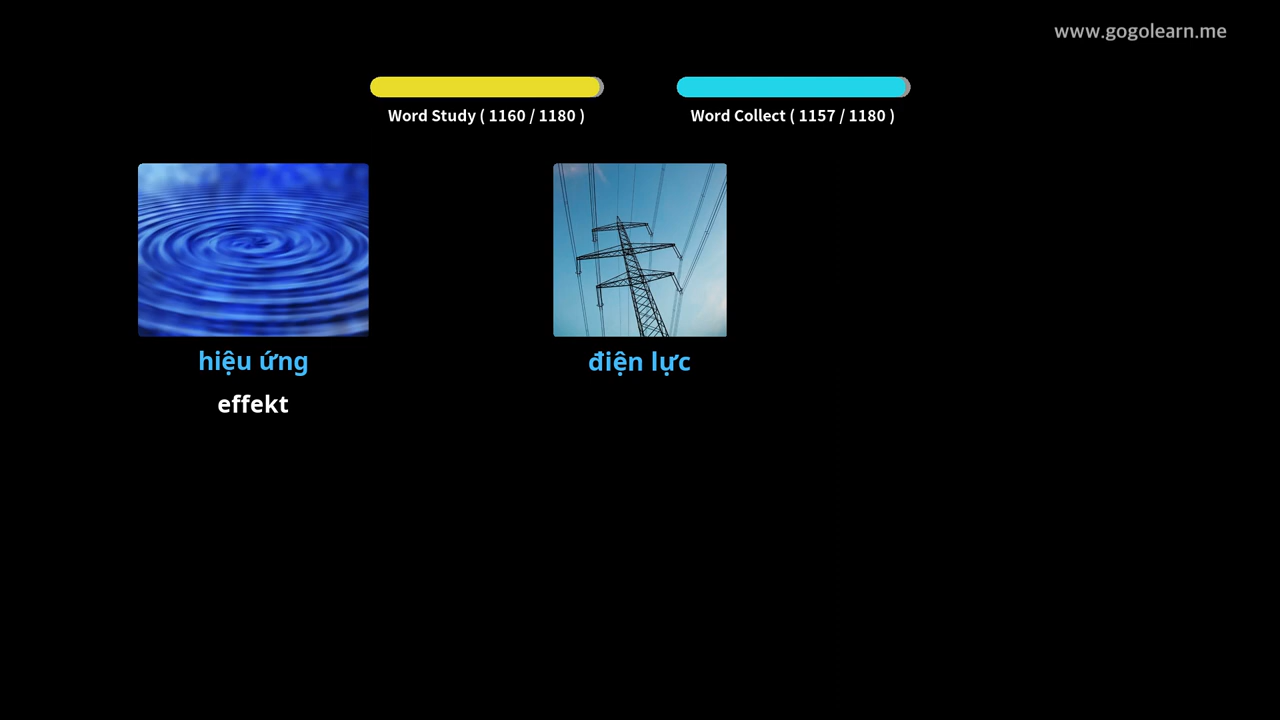 www.gogolearn.me
Word Study ( 1160 / 1180 )
Word Collect ( 1157 / 1180 )
hiệu ứng
điện lực
effekt